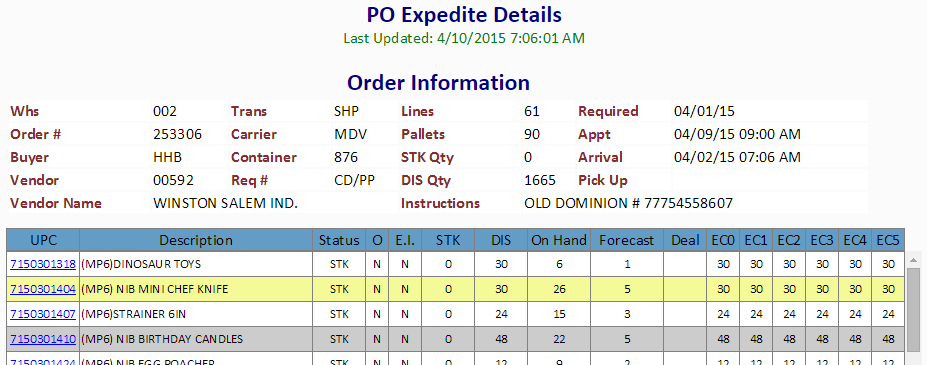 PO Expedite Details
Last Updated: 4/10/2015 7:06:01 AM
Order Information
Whs 002 Trans SHP Lines 61 Required 04/01/15
Order # 253306 Carrier MDV Pallets 90 Appt 04/09/15 09:00 AM
Buyer HHB Container 876 STK Qty 0 Arrival 04/02/15 07:06 AM
Vendor 00592 Req # CD/PP DIS Qty 1665 Pick Up
Vendor Name WINSTON SALEM IND. Instructions OLD DOMINION # 77754558607
UPC Description Status O E.I. STK DIS On Hand Forecast Deal EC0 EC1 EC2 EC3 EC4 EC5
7150301318 (MP6)DINOSAUR TOYS STK N N 0 30 6 1 30 30 30 30 30 30
7150301404 (MP6) NIB MINI CHEF KNIFE STK N N 0 30 26 5 30 30 30 30 30 30
7150301407 (MP6)STRAINER 6IN STK N N 0 24 15 3 24 24 24 24 24 24
7150301410 (MP6) NIB BIRTHDAY CANDLES STK N N 0 48 22 5 48 48 48 48 48 48
7150301424 (MP6) NIB EGG POACHER STK N N 0 12 9 2 12 12 12 12 12 12